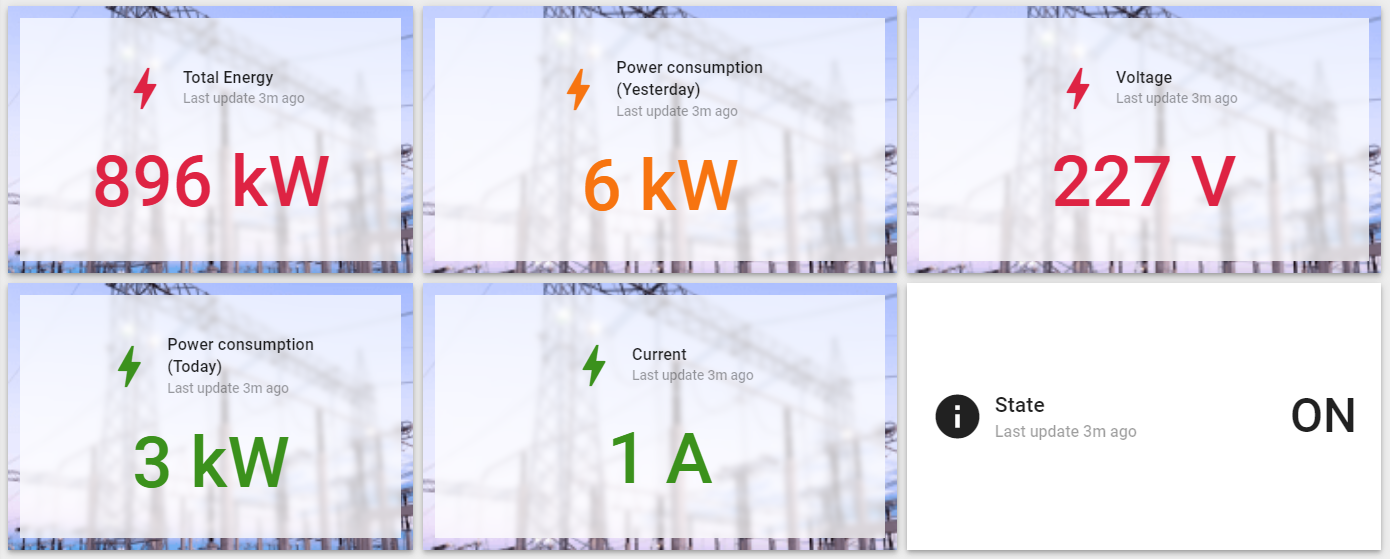 Total Energy
Last update 3m ago
896 kW
Power consumption
(Yesterday)
Last update 3m ago
6 kW
Voltage
Last update 3m ago
227 V
Power consumption
(Today)
Last update 3m ago
3 kW
Current
Last update 3m ago
1 A
State
Last update 3m ago
ON